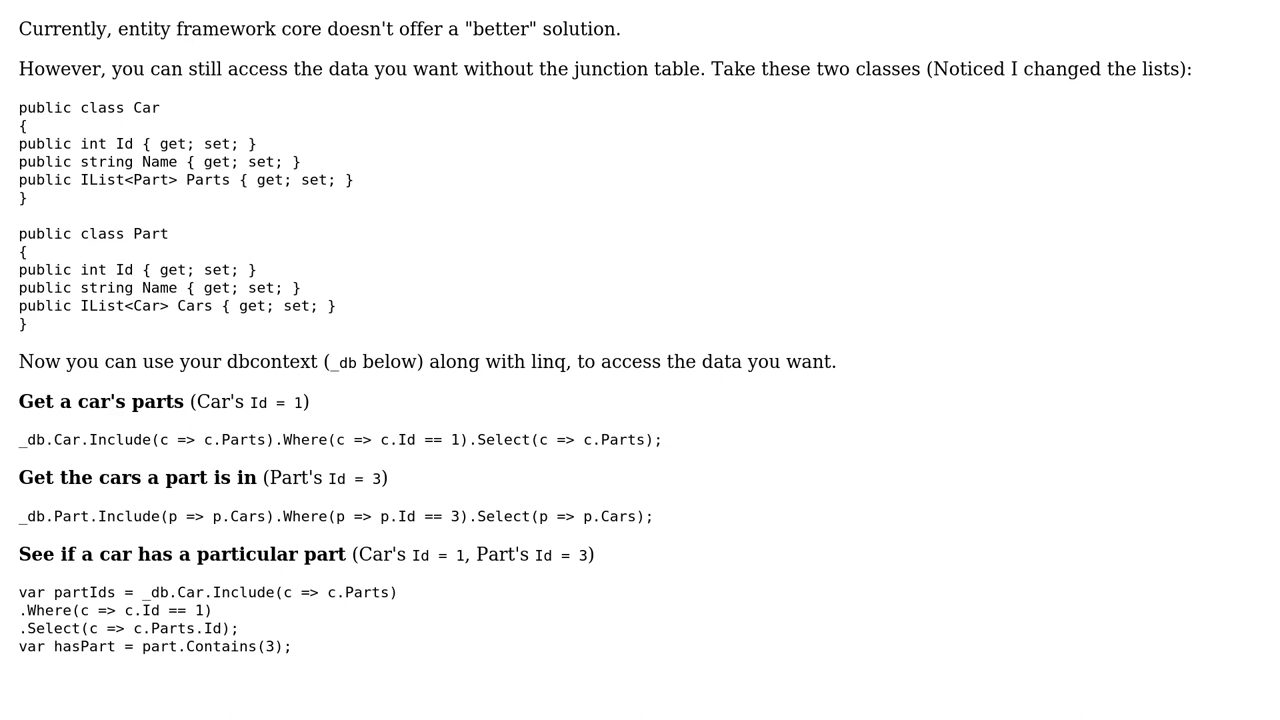 Currently, entity framework core doesn't offer a "better" solution.
However, you can still access the data you want without the junction table. Take these two classes (Noticed I changed the lists):
public class Car
{
public int Id { get; set; }
public string Name { get; set; }
public IList<Part> Parts { get; set; }
}
public class Part
{
public int Id { get; set; }
public string Name { get; set; }
public IList<Car> Cars { get; set; }
}
Now you can use your dbcontext (_db below) along with linq, to access the data you want.
Get a car's parts (Car's Id = 1)
_db.Car.Include(c => c.Parts).Where(c => c.Id == 1).Select(c => c.Parts);
Get the cars a part is in (Part's Id = 3)
_db.Part.Include(p => p.Cars).Where(p => p.Id == 3).Select(p => p.Cars);
See if a car has a particular part (Car's Id = 1, Part's Id = 3)
var partIds = _db.Car.Include(c => c.Parts)
.Where(c => c.Id == 1)
.Select(c => c.Parts.Id);
var hasPart = part.Contains(3);